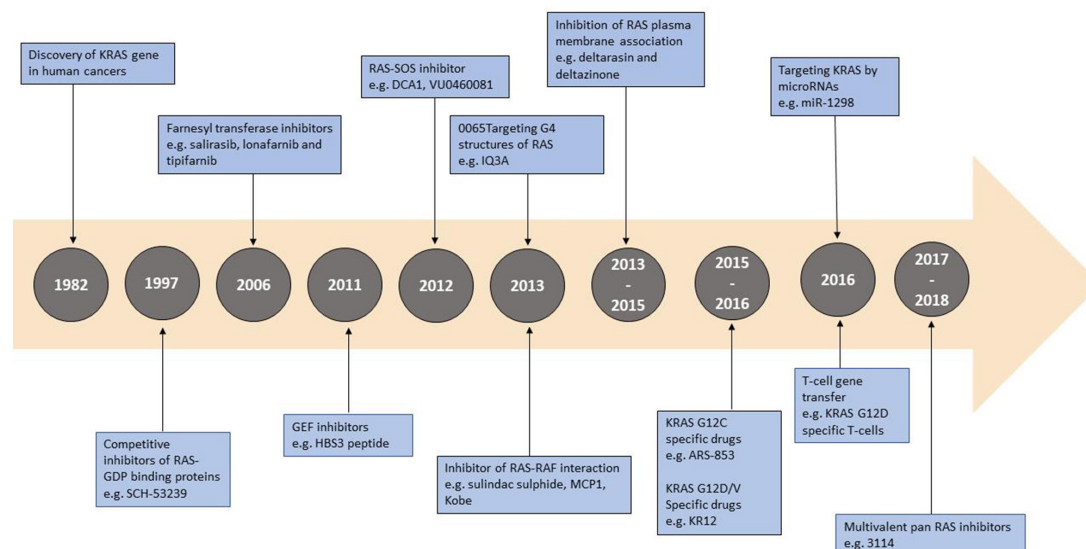 Discovery of KRAS gene
in human cancers
Farnesyl transferase inhibitors
e.g. salirasib, lonafarnib and
tipifarnib
RAS-SOS inhibitor
e.g. DCA1, VU0460081
0065Targeting G4
structures of RAS
e.g. IQ3A
Inhibition of RAS plasma
membrane association
e.g. deltarasin and
deltazinone
Targeting KRAS by
microRNAs
e.g. miR-1298
1982
1997
2006
2011
2012
2013
2013
-
2015
2015
-
2016
2016
2017
-
2018
Competitive
inhibitors of RAS-
GDP binding proteins
e.g. SCH-53239
GEF inhibitors
e.g. HBS3 peptide
Inhibitor of RAS-RAF interaction
e.g. sulindac sulphide, MCP1,
Kobe
KRAS G12C
specific drugs
e.g. ARS-853
KRAS G12D/V
Specific drugs
e.g. KR12
T-cell gene
transfer
e.g. KRAS G12D
specific T-cells
Multivalent pan RAS inhibitors
e.g. 3114